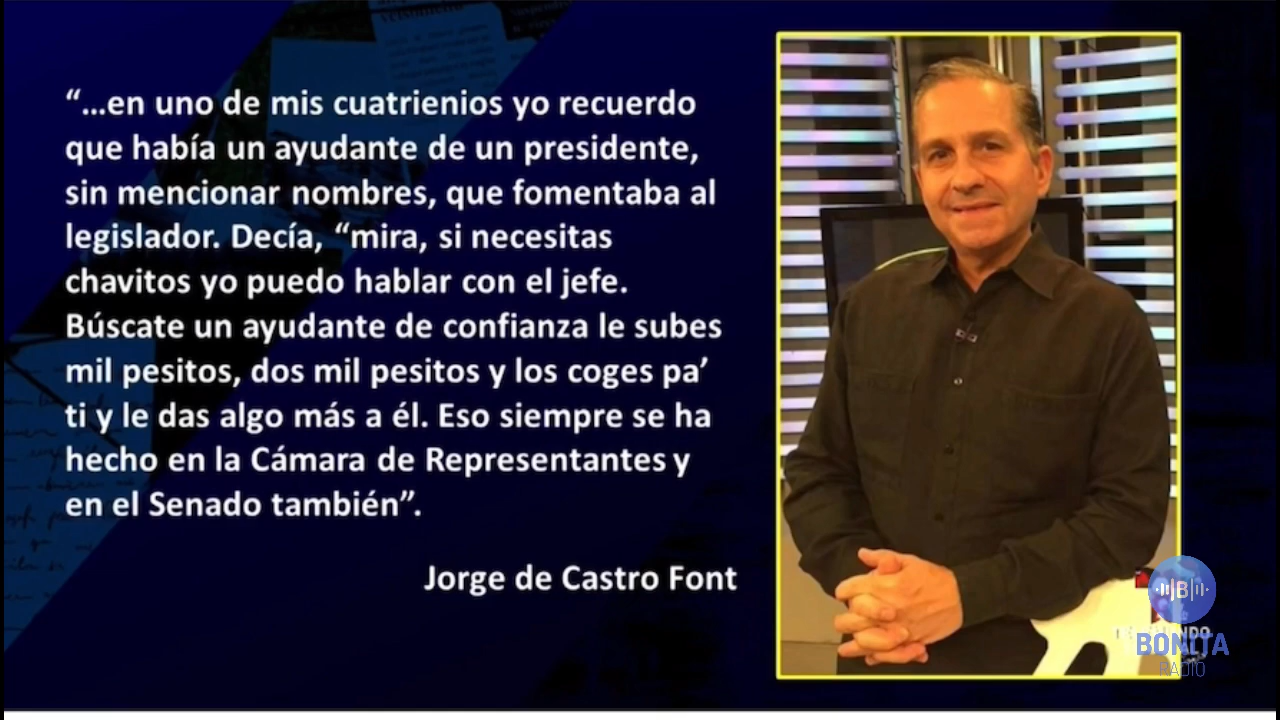 “...en uno de mis cuatrienios yo recuerdo
que había un ayudante de un presidente,
sin mencionar nombres, que fomentaba al
legislador. Decía, “mira, si necesitas
chavitos yo puedo hablar con el jefe.
Búscate un ayudante de confianza le subes
mil pesitos, dos mil pesitos y los coges pa’
ti y le das algo más a él. Eso siempre se ha
hecho en la Cámara de Representantes y
en el Senado también”.
Jorge de Castro Font
B
BONITA
RADIO